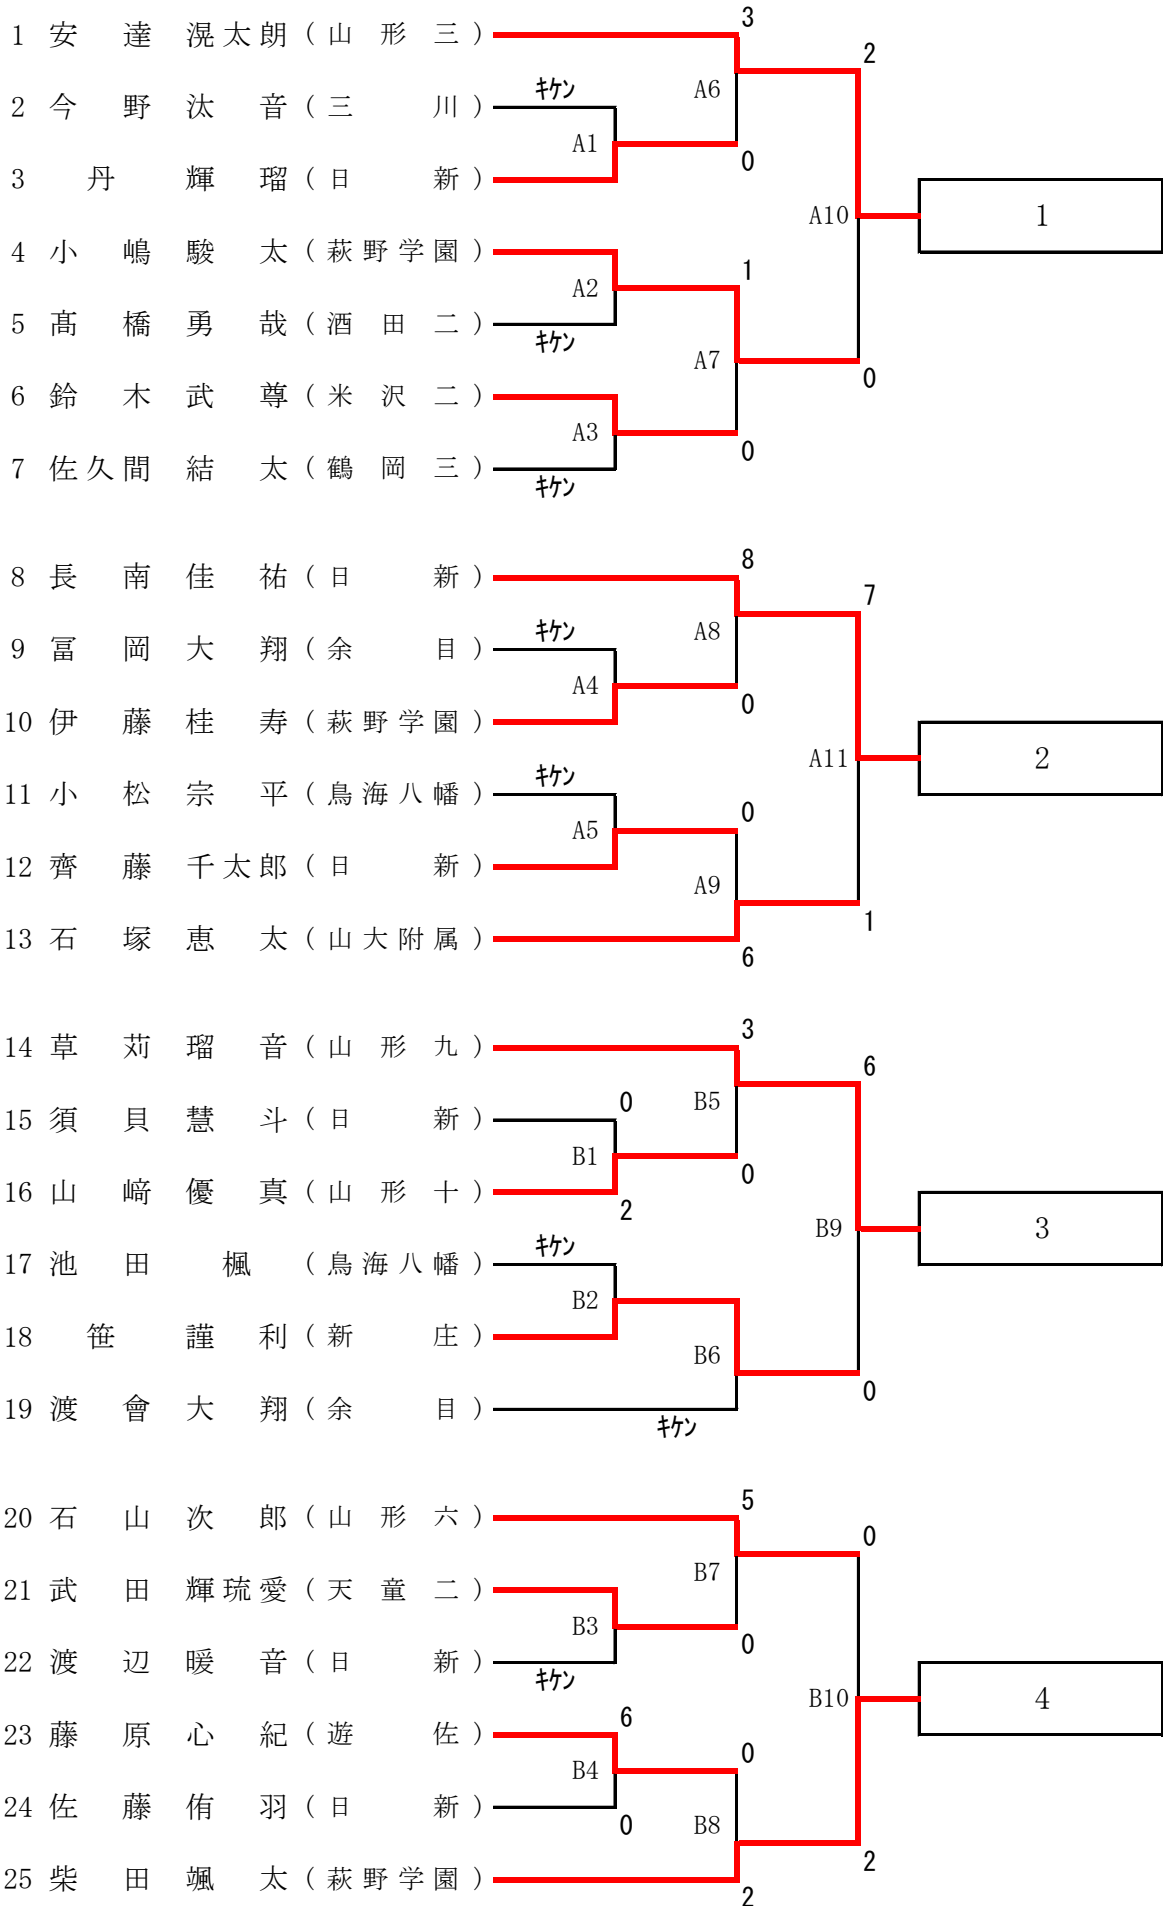 3
1 安達滉太朗(山形三)
2
2 今野汰音(三川)
キケン
A6
A1
0
3 丹輝瑠(日新)
A10
1
4 小嶋駿太(萩野学園)
1
A2
5 髙橋勇哉(酒田二)
キケン
A7
0
6 鈴木武尊(米沢二)
A3
0
7 佐久間結太(鶴岡三)
キケン
8
8 長南佳祐(日新)
7
9 冨岡大翔(余目)
キケン
A8
A4
0
10 伊藤桂寿(萩野学園)
A11
2
11 小松宗平(鳥海八幡)
キケン
0
A5
12 齊藤千太郎(日新)
A9
1
13 石塚恵太(山大附属)
6
3
14 草苅瑠音(山形九)
6
0
B5
15 須貝慧斗(日新)
B1
0
16 山﨑優真(山形十)
2
B9
3
17 池田楓(鳥海八幡)
キケン
B2
18 笹謹利(新庄)
B6
0
19 渡會大翔(余目)
キケン
5
20 石山次郎(山形六)
0
B7
21 武田輝琉愛(天童二)
B3
0
22 渡辺暖音(日新)
キケン
B10
4
6
23 藤原心紀(遊佐)
0
B4
24 佐藤侑羽(日新)
0
B8
2
25 柴田颯太(萩野学園)
2